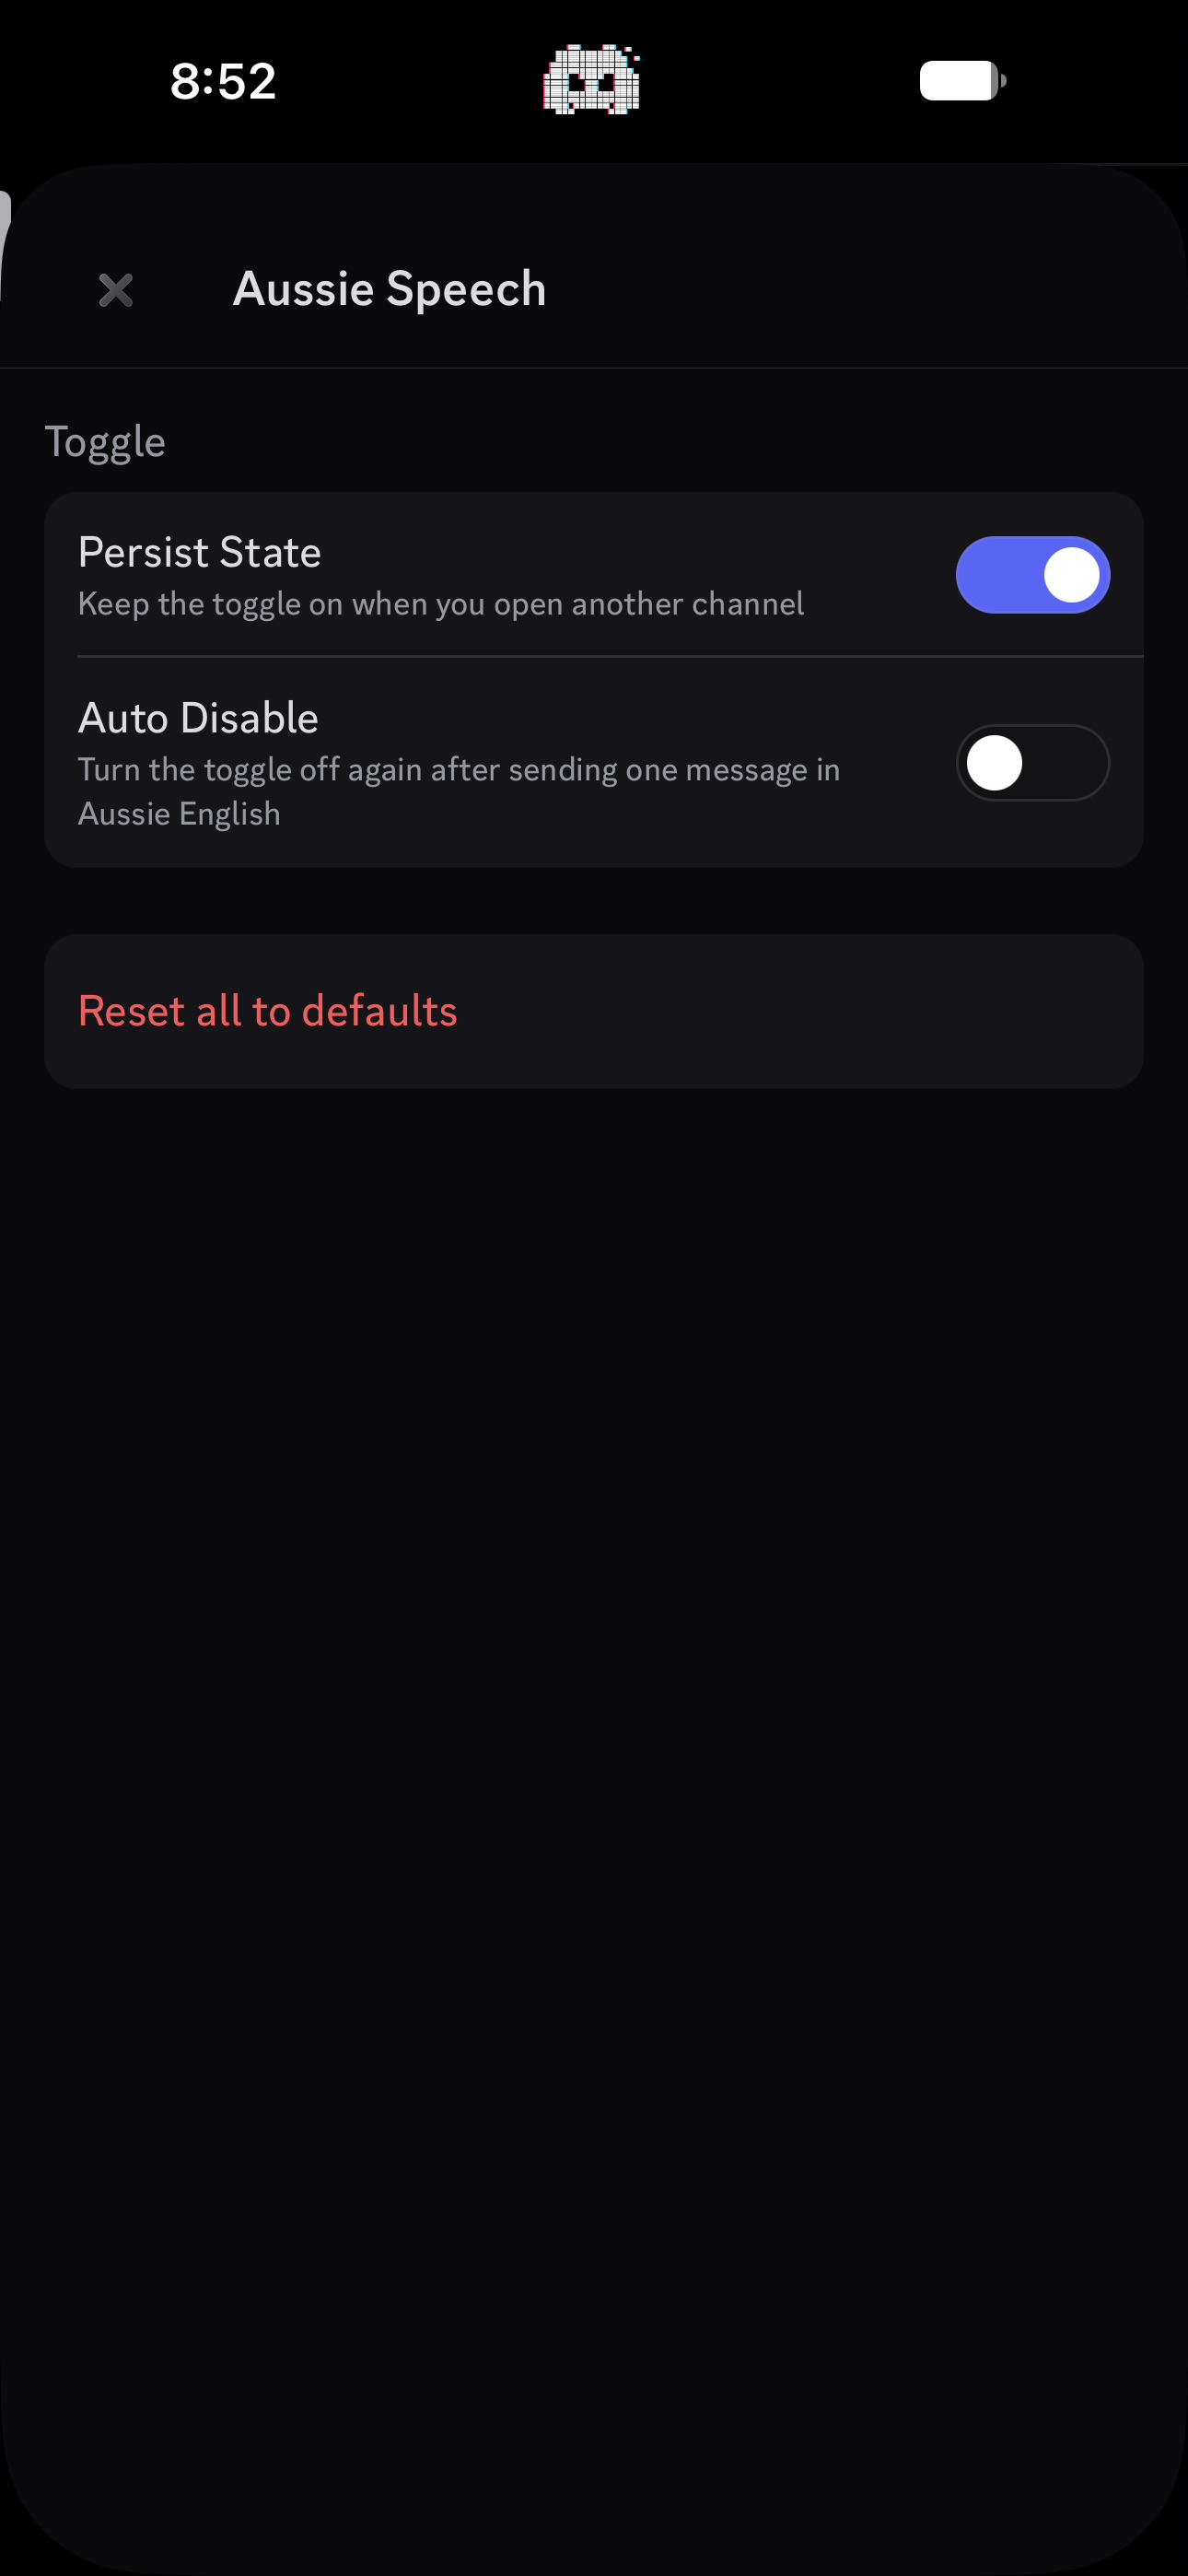 8:52
Aussie Speech
Toggle
Persist State
Keep the toggle on when you open another channel
Auto Disable
Turn the toggle off again after sending one message in
Aussie English
Reset all to defaults